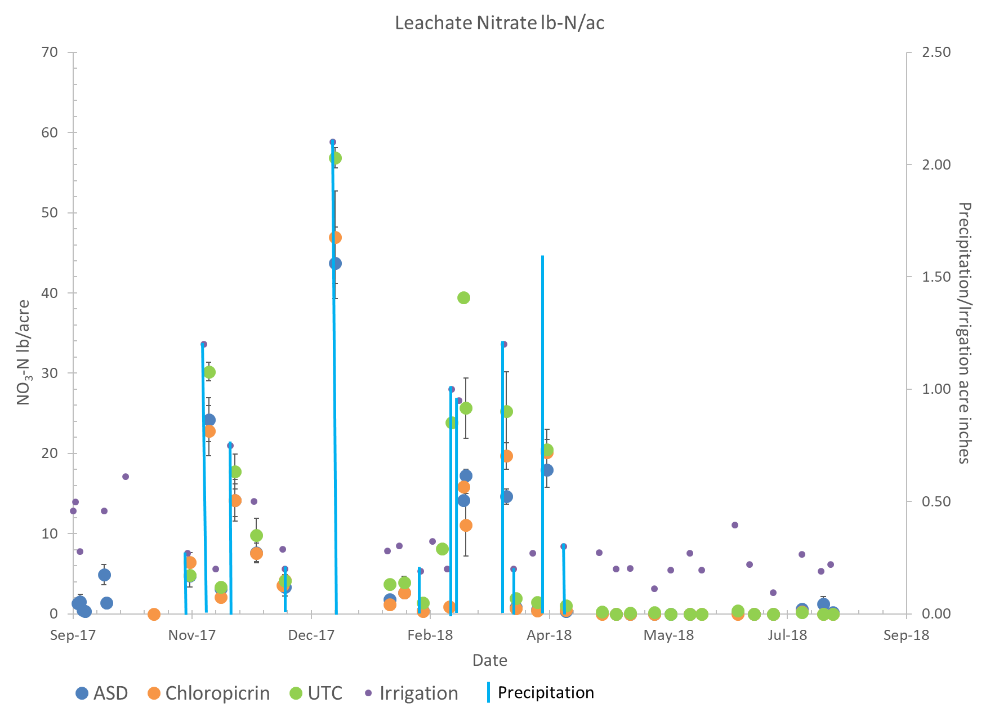 Leachate Nitrate lb-N/ac
70
60
50
40
30
20
10
0
NO₃-N lb/acre
2.50
2.00
1.50
1.00
0.50
0.00
Precipitation/Irrigation acre inches
Sep-17 Nov-17 Dec-17 Feb-18 Apr-18 May-18 Jul-18 Sep-18
Date
ASD Chloropicrin UTC Irrigation Precipitation